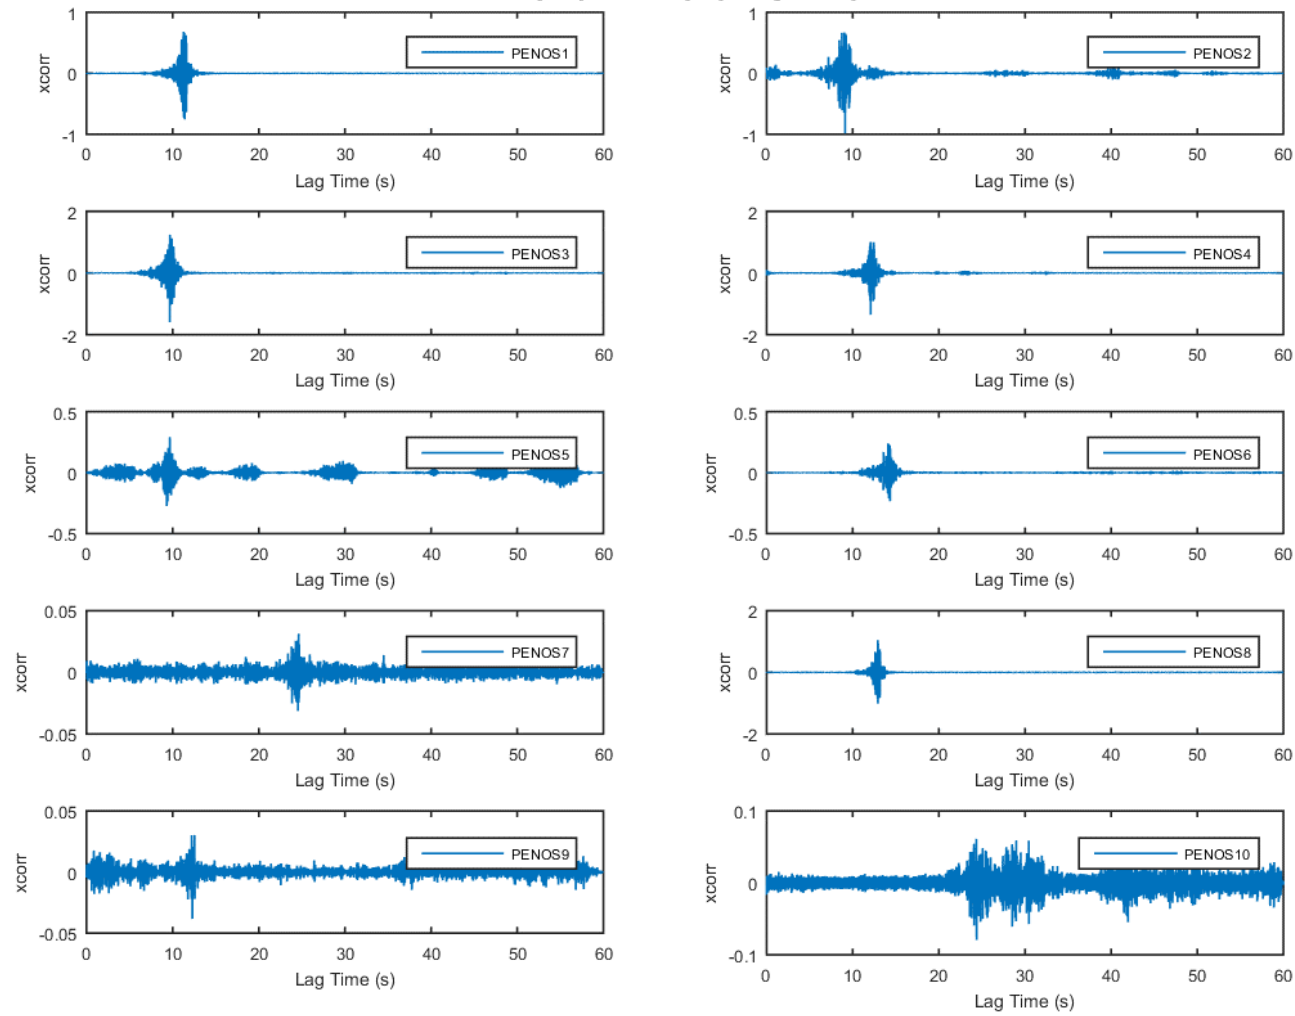 1
0
-1
xcorr
PENOS1
0 10 20 30 40 50 60
Lag Time (s)
1
0
-1
xcorr
PENOS2
0 10 20 30 40 50 60
Lag Time (s)
2
0
-2
xcorr
PENOS3
0 10 20 30 40 50 60
Lag Time (s)
2
0
-2
xcorr
PENOS4
0 10 20 30 40 50 60
Lag Time (s)
0.5
0
-0.5
xcorr
PENOS5
0 10 20 30 40 50 60
Lag Time (s)
0.5
0
-0.5
xcorr
PENOS6
0 10 20 30 40 50 60
Lag Time (s)
0.05
0
-0.05
xcorr
PENOS7
0 10 20 30 40 50 60
Lag Time (s)
2
0
-2
xcorr
PENOS8
0 10 20 30 40 50 60
Lag Time (s)
0.05
0
-0.05
xcorr
PENOS9
0 10 20 30 40 50 60
Lag Time (s)
0.1
0
-0.1
xcorr
PENOS10
0 10 20 30 40 50 60
Lag Time (s)